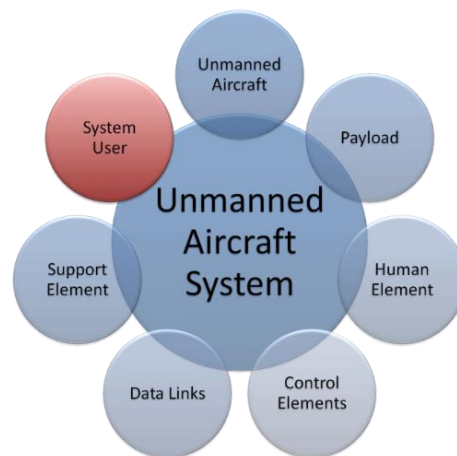 Unmanned
Aircraft
System
User
Payload
Unmanned
Aircraft
System
Support
Element
Human
Element
Data Links
Control
Elements